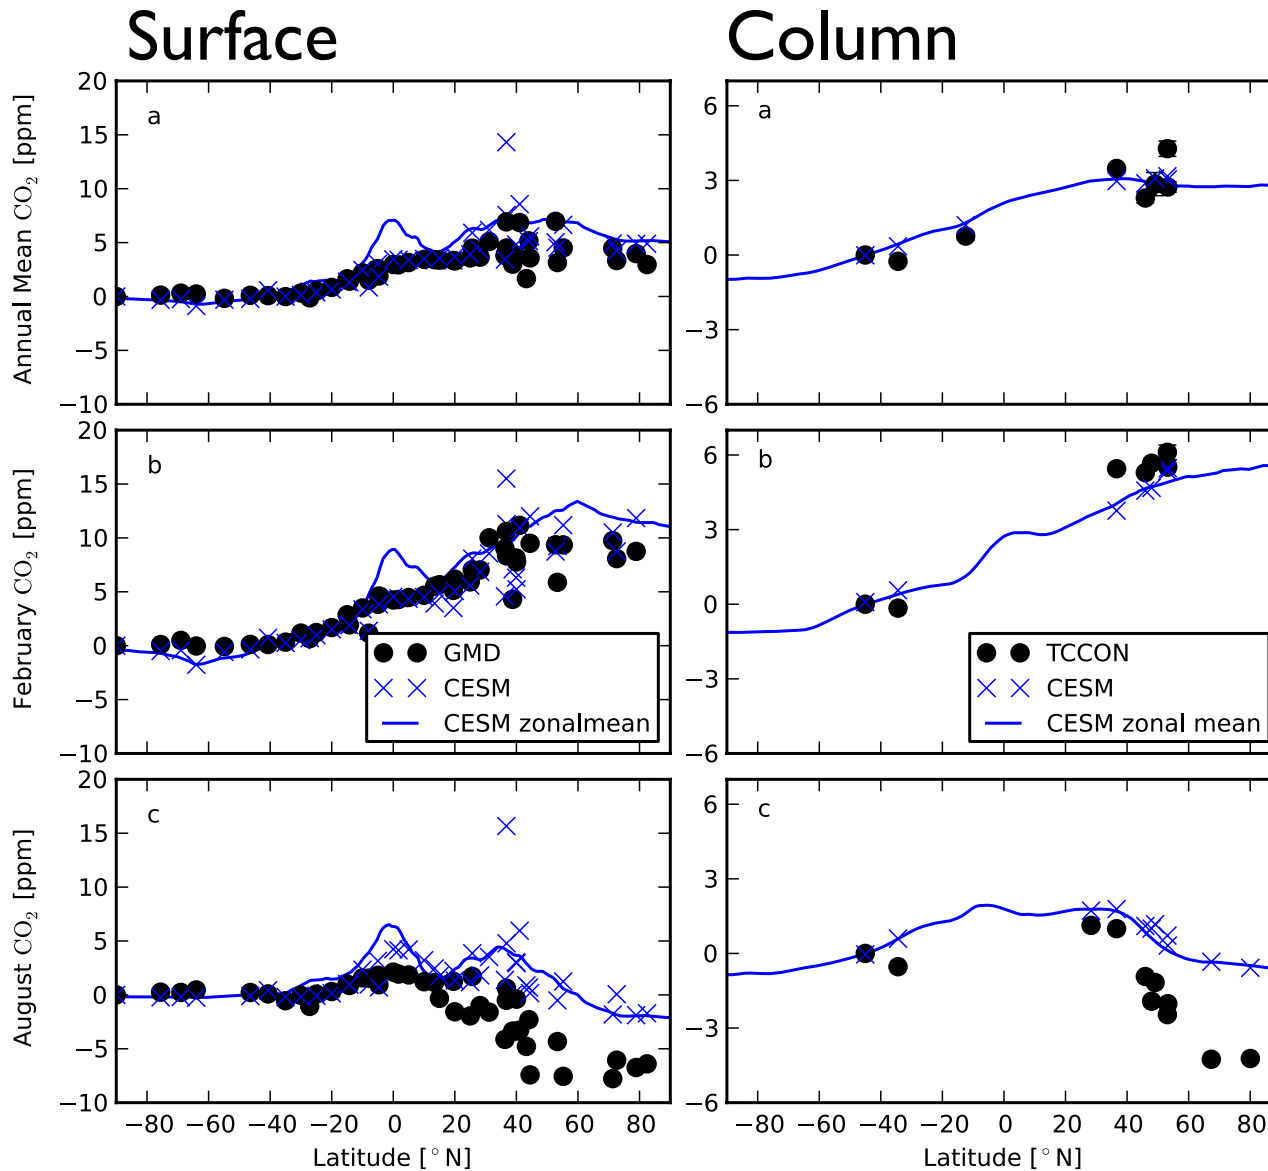 Surface
Column
Annual Mean CO₂ [ppm]
a
20
15
10
5
0
−5
−10
a
6
3
0
−3
−6
February CO₂ [ppm]
b
20
15
10
5
0
−5
−10
GMD
CESM
CESM zonalmean
b
6
3
0
−3
−6
TCCON
CESM
CESM zonal mean
August CO₂ [ppm]
c
20
15
10
5
0
−5
−10
−80 −60 −40 −20 0 20 40 60 80
Latitude [°N]
c
6
3
0
−3
−6
−80 −60 −40 −20 0 20 40 60 80
Latitude [°N]